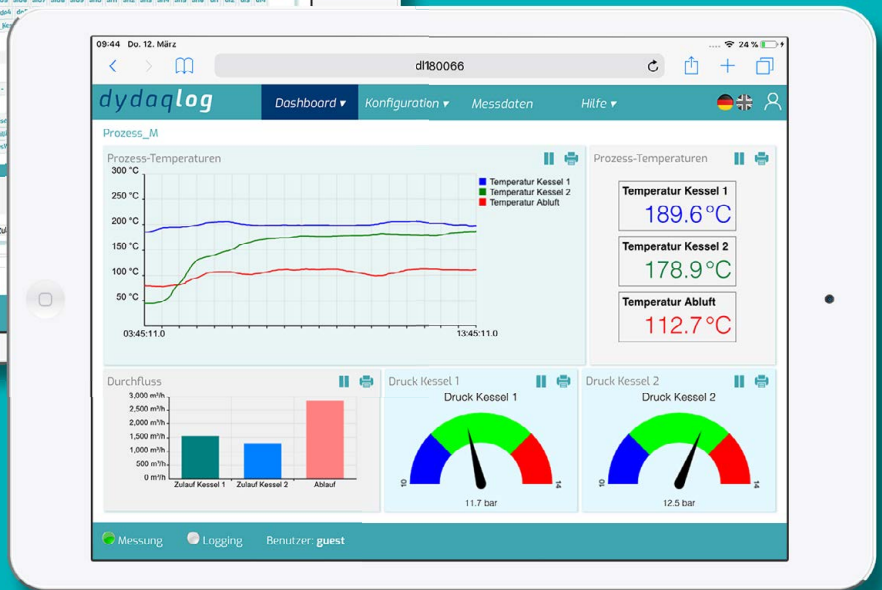 09:44 Do. 12. März
24 %
dl180066
dydaqlog
Dashboard ▾
Konfiguration ▾
Messdaten
Hilfe ▾
Prozess_M
Prozess-Temperaturen
300 °C
250 °C
200 °C
150 °C
100 °C
50 °C
03:45:11.0
13:45:11.0
Temperatur Kessel 1
Temperatur Kessel 2
Temperatur Abluft
Prozess-Temperaturen
Temperatur Kessel 1
189.6°C
Temperatur Kessel 2
178.9°C
Temperatur Abluft
112.7°C
Durchfluss
3,000 m³/h
2,500 m³/h
2,000 m³/h
1,500 m³/h
1,000 m³/h
500 m³/h
0 m³/h
Zulauf Kessel 1
Zulauf Kessel 2
Ablauf
Druck Kessel 1
Druck Kessel 1
10
14
11.7 bar
Druck Kessel 2
Druck Kessel 2
10
14
12.5 bar
Messung
Logging
Benutzer: guest